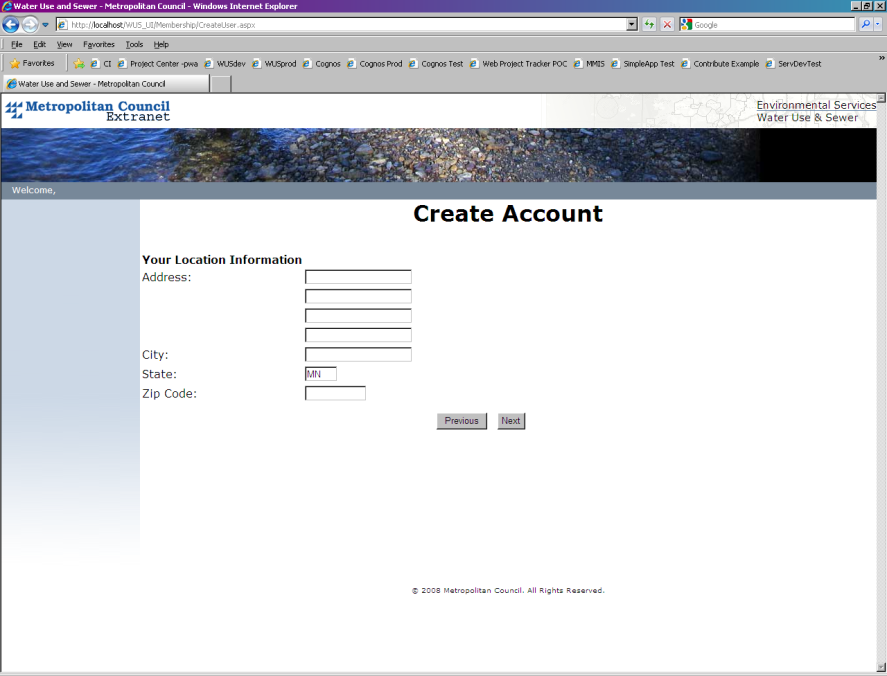 Water Use and Sewer - Metropolitan Council - Windows Internet Explorer
http://localhost/WUS_UI/Membership/CreateUser.aspx
Google
File Edit View Favorites Tools Help
Favorites CI Project Center -pwa WUSdev WUSprod Cognos Cognos Prod Cognos Test Web Project Tracker POC MMIS SimpleApp Test Contribute Example ServDevTest »
Water Use and Sewer - Metropolitan Council
Metropolitan Council
Extranet
Environmental Services
Water Use & Sewer
Welcome,
Create Account
Your Location Information
Address:
City:
State: MN
Zip Code:
Previous Next
© 2008 Metropolitan Council. All Rights Reserved.